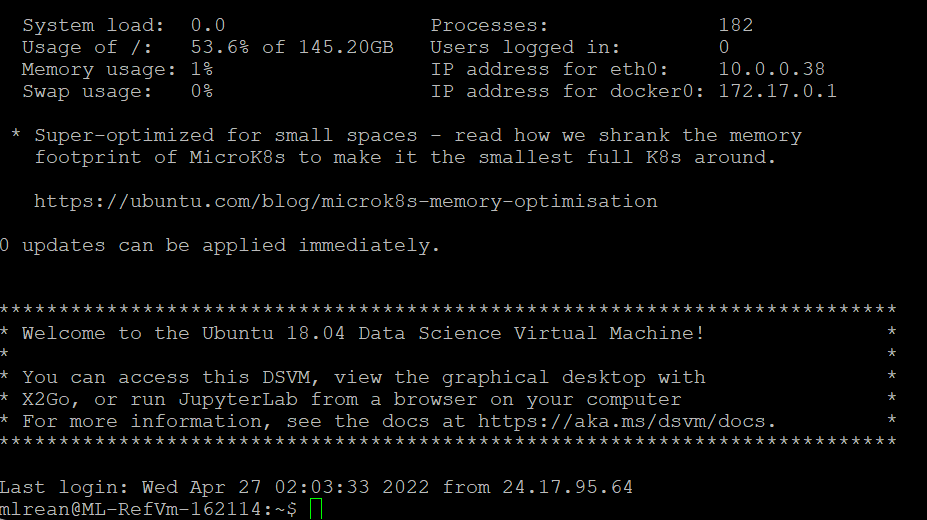 System load:  0.0                Processes:              182
Usage of /:   53.6% of 145.20GB   Users logged in:        0
Memory usage: 1%                 IP address for eth0:    10.0.0.38
Swap usage:   0%                 IP address for docker0: 172.17.0.1
* Super-optimized for small spaces - read how we shrank the memory
footprint of MicroK8s to make it the smallest full K8s around.
https://ubuntu.com/blog/microk8s-memory-optimisation
0 updates can be applied immediately.
***************************************************************************
* Welcome to the Ubuntu 18.04 Data Science Virtual Machine!               *
*                                                                         *
* You can access this DSVM, view the graphical desktop with               *
* X2Go, or run JupyterLab from a browser on your computer                 *
* For more information, see the docs at https://aka.ms/dsvm/docs.         *
***************************************************************************
Last login: Wed Apr 27 02:03:33 2022 from 24.17.95.64
mlrean@ML-RefVm-162114:~$